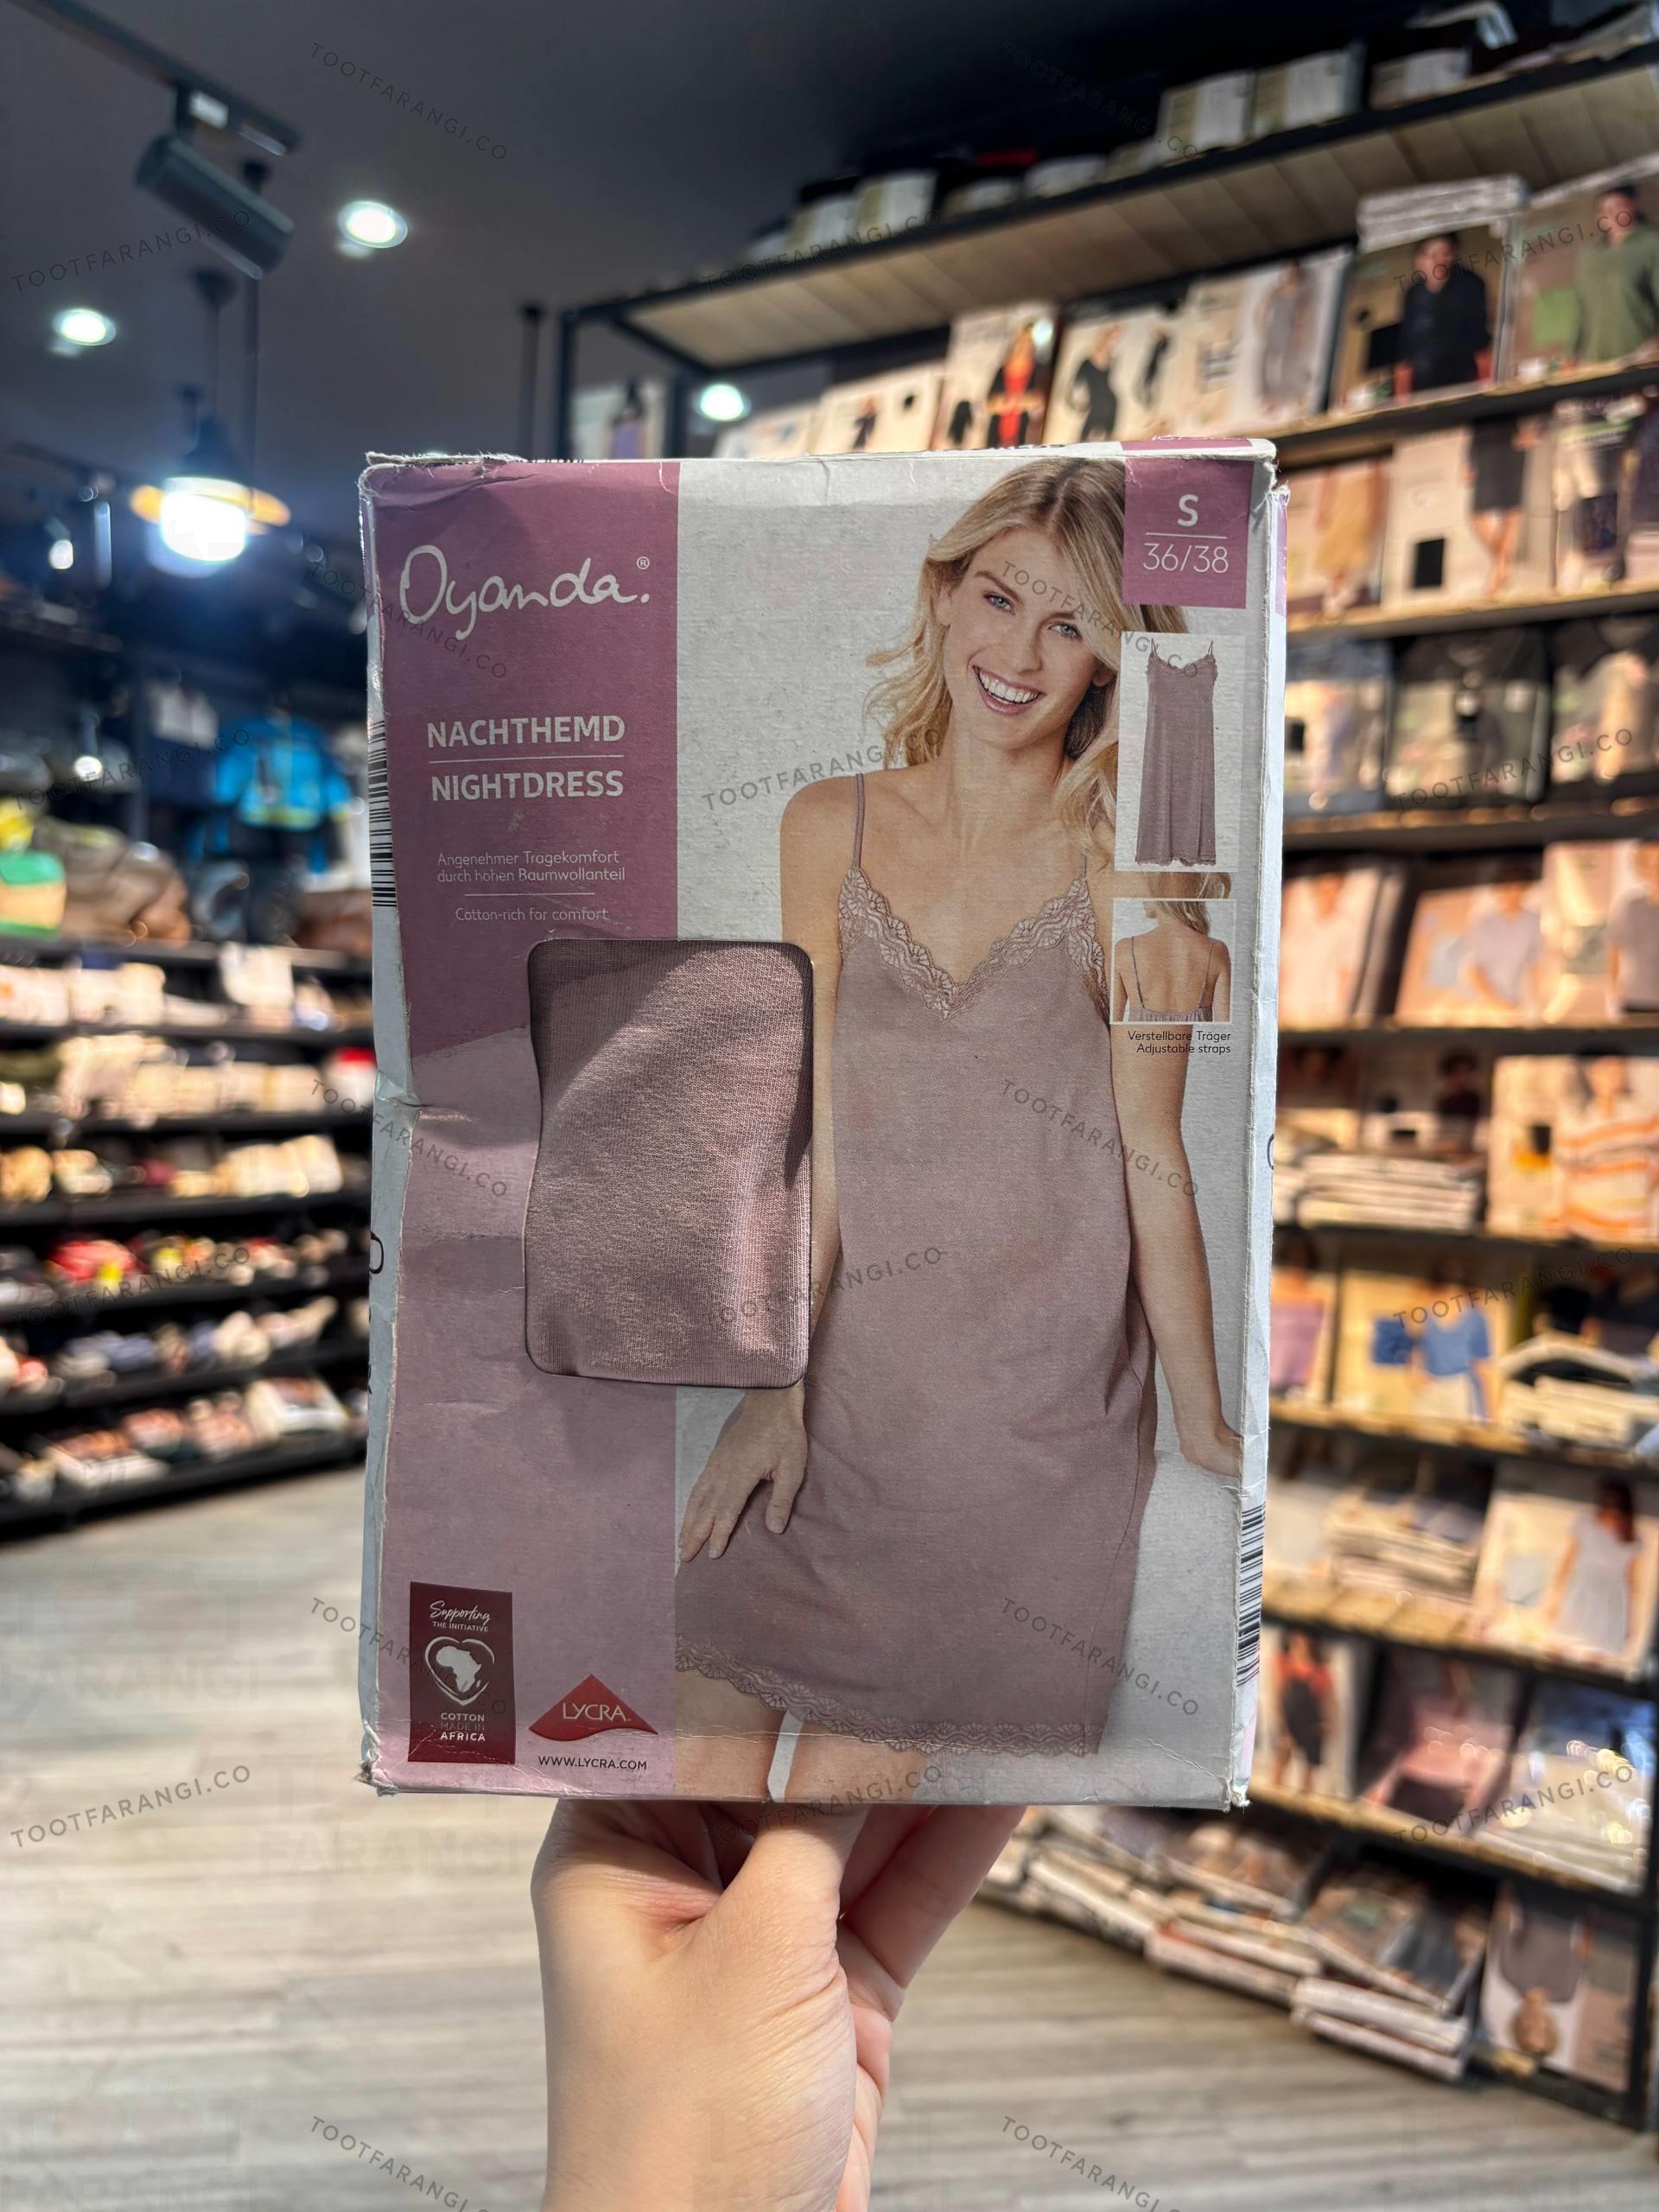 Oyanda.®
NACHTHEMD
NIGHTDRESS
Angenehmer Tragekomfort
durch hohen Baumwollanteil
Cotton-rich for comfort
S
36/38
Verstellbare Träger
Adjustable straps
Supporting
THE INITIATIVE
COTTON
MADE IN
AFRICA
LYCRA
WWW.LYCRA.COM
TOOTFARANGI.CO